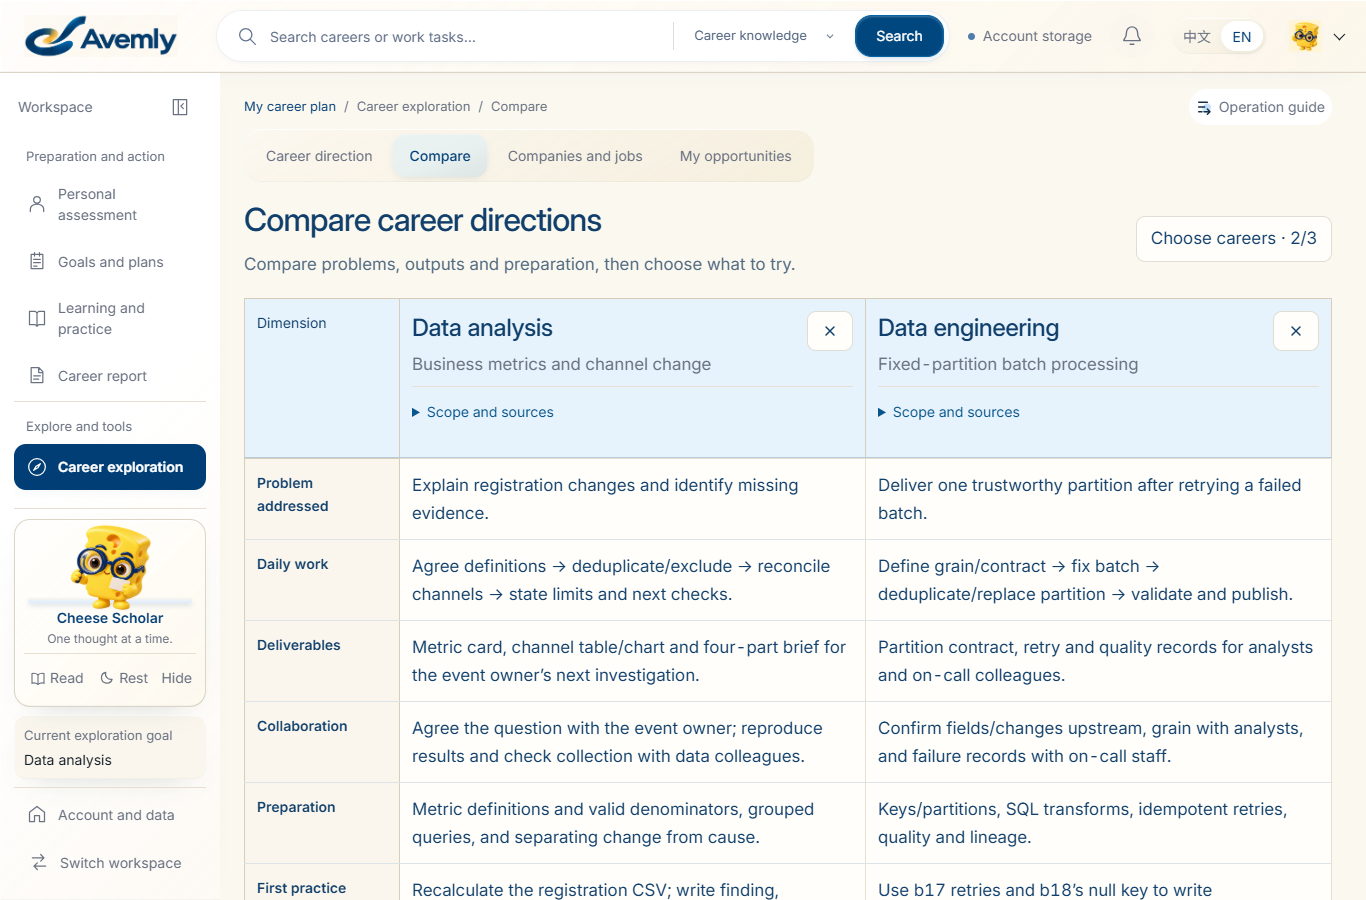 Avemly
Search careers or work tasks...
Career knowledge
Search
Account storage
中文
EN
Workspace
Preparation and action
Personal
assessment
Goals and plans
Learning and
practice
Career report
Explore and tools
Career exploration
Cheese Scholar
One thought at a time.
Read
Rest
Hide
Current exploration goal
Data analysis
Account and data
Switch workspace
My career plan / Career exploration / Compare
Operation guide
Career direction
Compare
Companies and jobs
My opportunities
Compare career directions
Compare problems, outputs and preparation, then choose what to try.
Choose careers · 2/3
Dimension
Data analysis
×
Business metrics and channel change
▶ Scope and sources
Data engineering
×
Fixed-partition batch processing
▶ Scope and sources
Problem
addressed
Explain registration changes and identify missing
evidence.
Deliver one trustworthy partition after retrying a failed
batch.
Daily work
Agree definitions → deduplicate/exclude → reconcile
channels → state limits and next checks.
Define grain/contract → fix batch →
deduplicate/replace partition → validate and publish.
Deliverables
Metric card, channel table/chart and four-part brief for
the event owner’s next investigation.
Partition contract, retry and quality records for analysts
and on-call colleagues.
Collaboration
Agree the question with the event owner; reproduce
results and check collection with data colleagues.
Confirm fields/changes upstream, grain with analysts,
and failure records with on-call staff.
Preparation
Metric definitions and valid denominators, grouped
queries, and separating change from cause.
Keys/partitions, SQL transforms, idempotent retries,
quality and lineage.
First practice
Recalculate the registration CSV; write finding,
Use b17 retries and b18’s null key to write